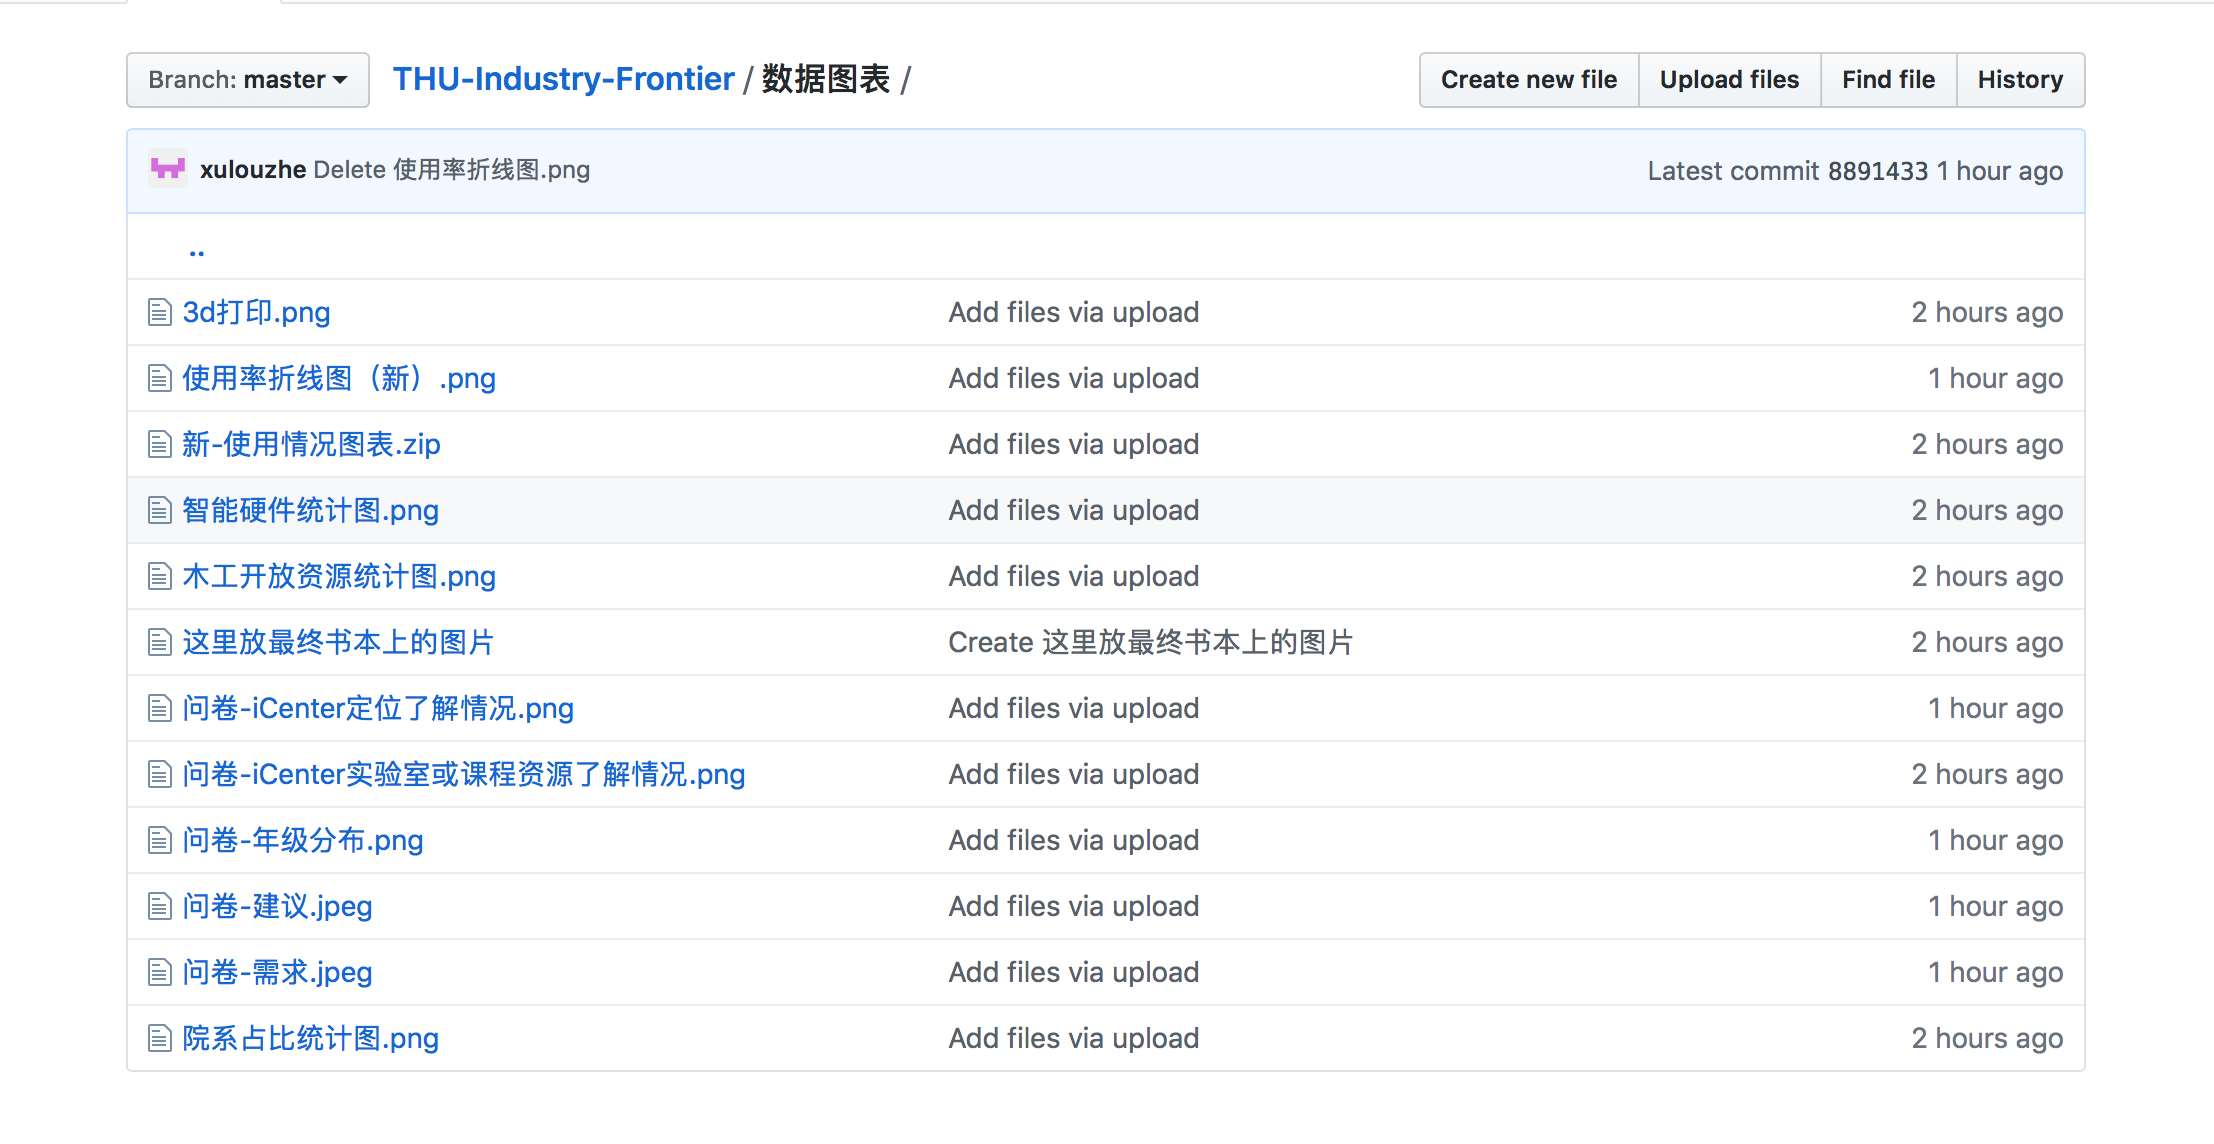 Branch: master THU-Industry-Frontier / 数据图表 / Create new file Upload files Find file History
xulouzhe Delete 使用率折线图.png Latest commit 8891433 1 hour ago
..
3d打印.png Add files via upload 2 hours ago
使用率折线图（新）.png Add files via upload 1 hour ago
新-使用情况图表.zip Add files via upload 2 hours ago
智能硬件统计图.png Add files via upload 2 hours ago
木工开放资源统计图.png Add files via upload 2 hours ago
这里放最终书本上的图片 Create 这里放最终书本上的图片 2 hours ago
问卷-iCenter定位了解情况.png Add files via upload 1 hour ago
问卷-iCenter实验室或课程资源了解情况.png Add files via upload 2 hours ago
问卷-年级分布.png Add files via upload 1 hour ago
问卷-建议.jpeg Add files via upload 1 hour ago
问卷-需求.jpeg Add files via upload 1 hour ago
院系占比统计图.png Add files via upload 2 hours ago